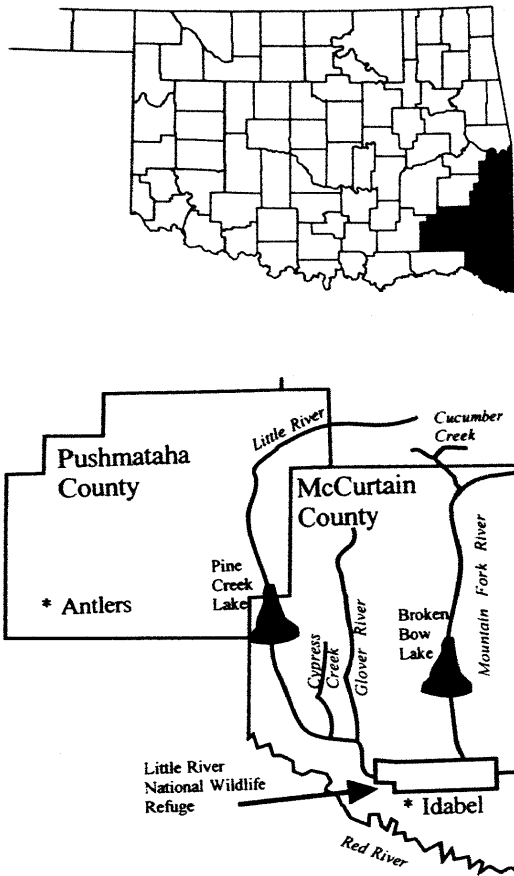 Little River
Cucumber
Creek
Pushmataha
County
McCurtain
County
Pine
Creek
Lake
* Antlers
Cypress
Creek
Glover River
Broken
Bow
Lake
Mountain Fork River
Little River
National Wildlife
Refuge
* Idabel
Red River